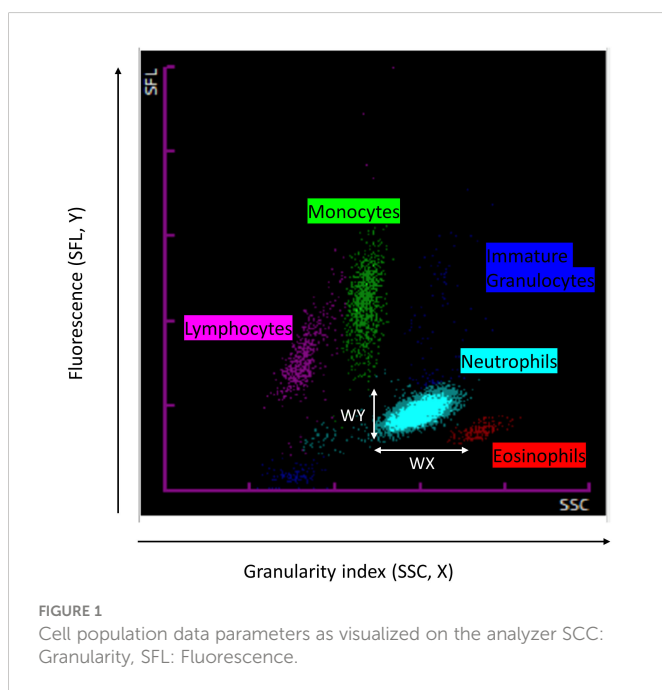 SFL
Fluorescence (SFL, Y)
Monocytes
Immature
Granulocytes
Lymphocytes
Neutrophils
WY
WX
Eosinophils
SSC
Granularity index (SSC, X)
FIGURE 1
Cell population data parameters as visualized on the analyzer SCC:
Granularity, SFL: Fluorescence.